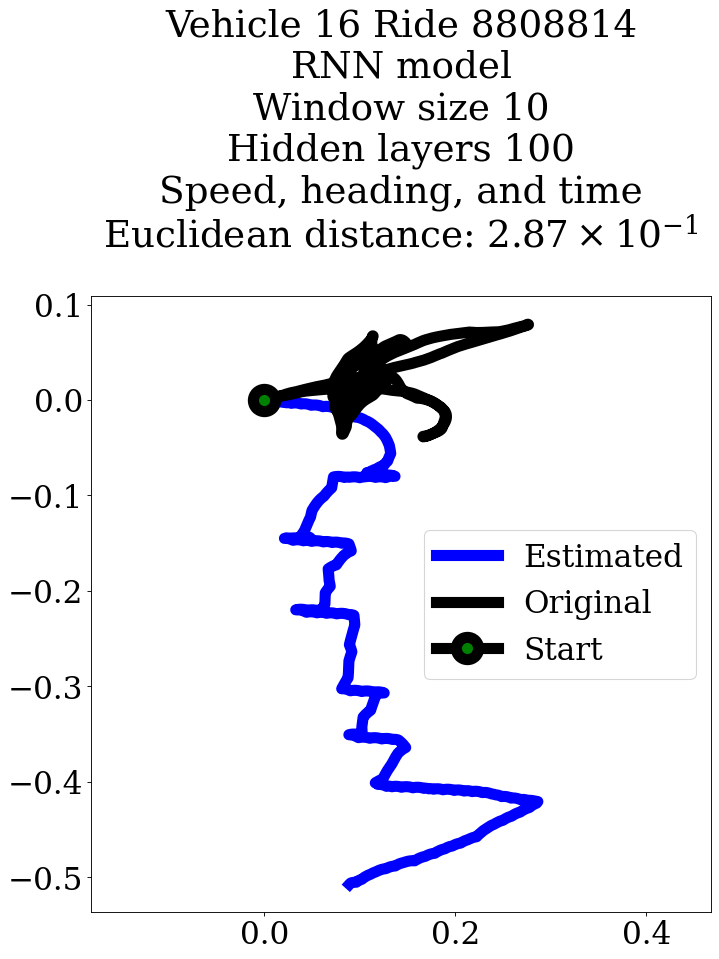 Vehicle 16 Ride 8808814
RNN model
Window size 10
Hidden layers 100
Speed, heading, and time
Euclidean distance: 2.87 × 10⁻¹
0.1
0.0
−0.1
−0.2
−0.3
−0.4
−0.5
Estimated
Original
Start
0.0
0.2
0.4